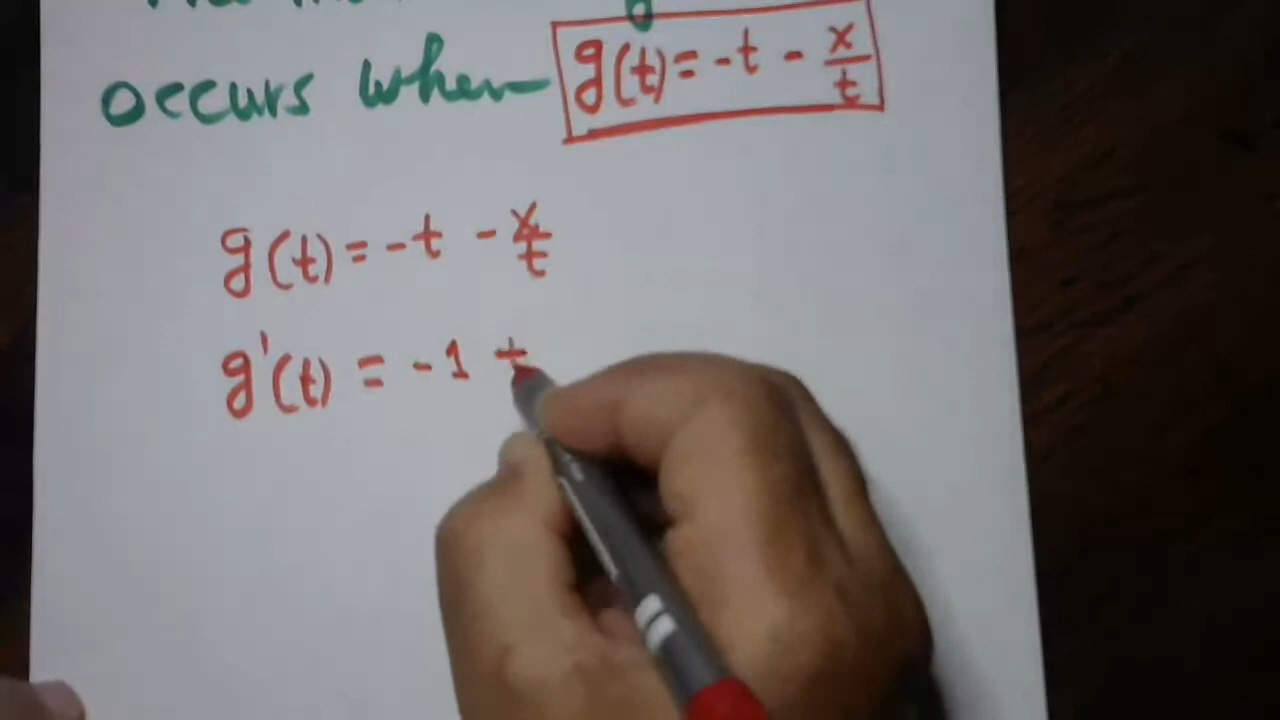 occurs when g(t) = -t - x/t
g(t) = -t - x/t
g'(t) = -1 +